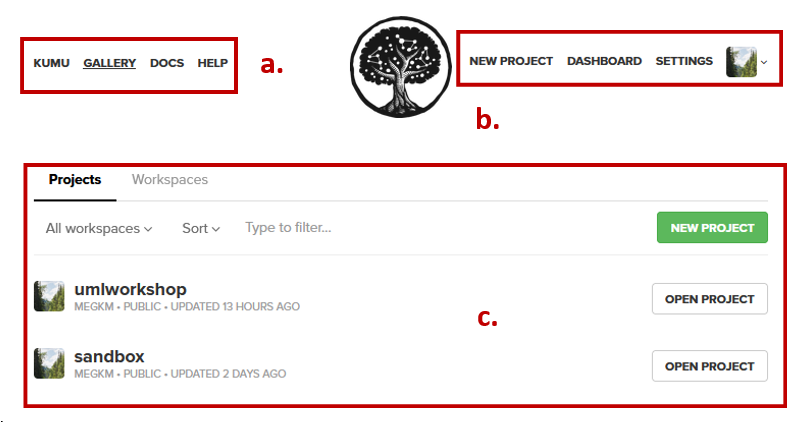 KUMU GALLERY DOCS HELP a.
NEW PROJECT DASHBOARD SETTINGS
b.
Projects Workspaces
All workspaces Sort Type to filter... NEW PROJECT
umlworkshop
MEGKM • PUBLIC • UPDATED 13 HOURS AGO
OPEN PROJECT
c.
sandbox
MEGKM • PUBLIC • UPDATED 2 DAYS AGO
OPEN PROJECT